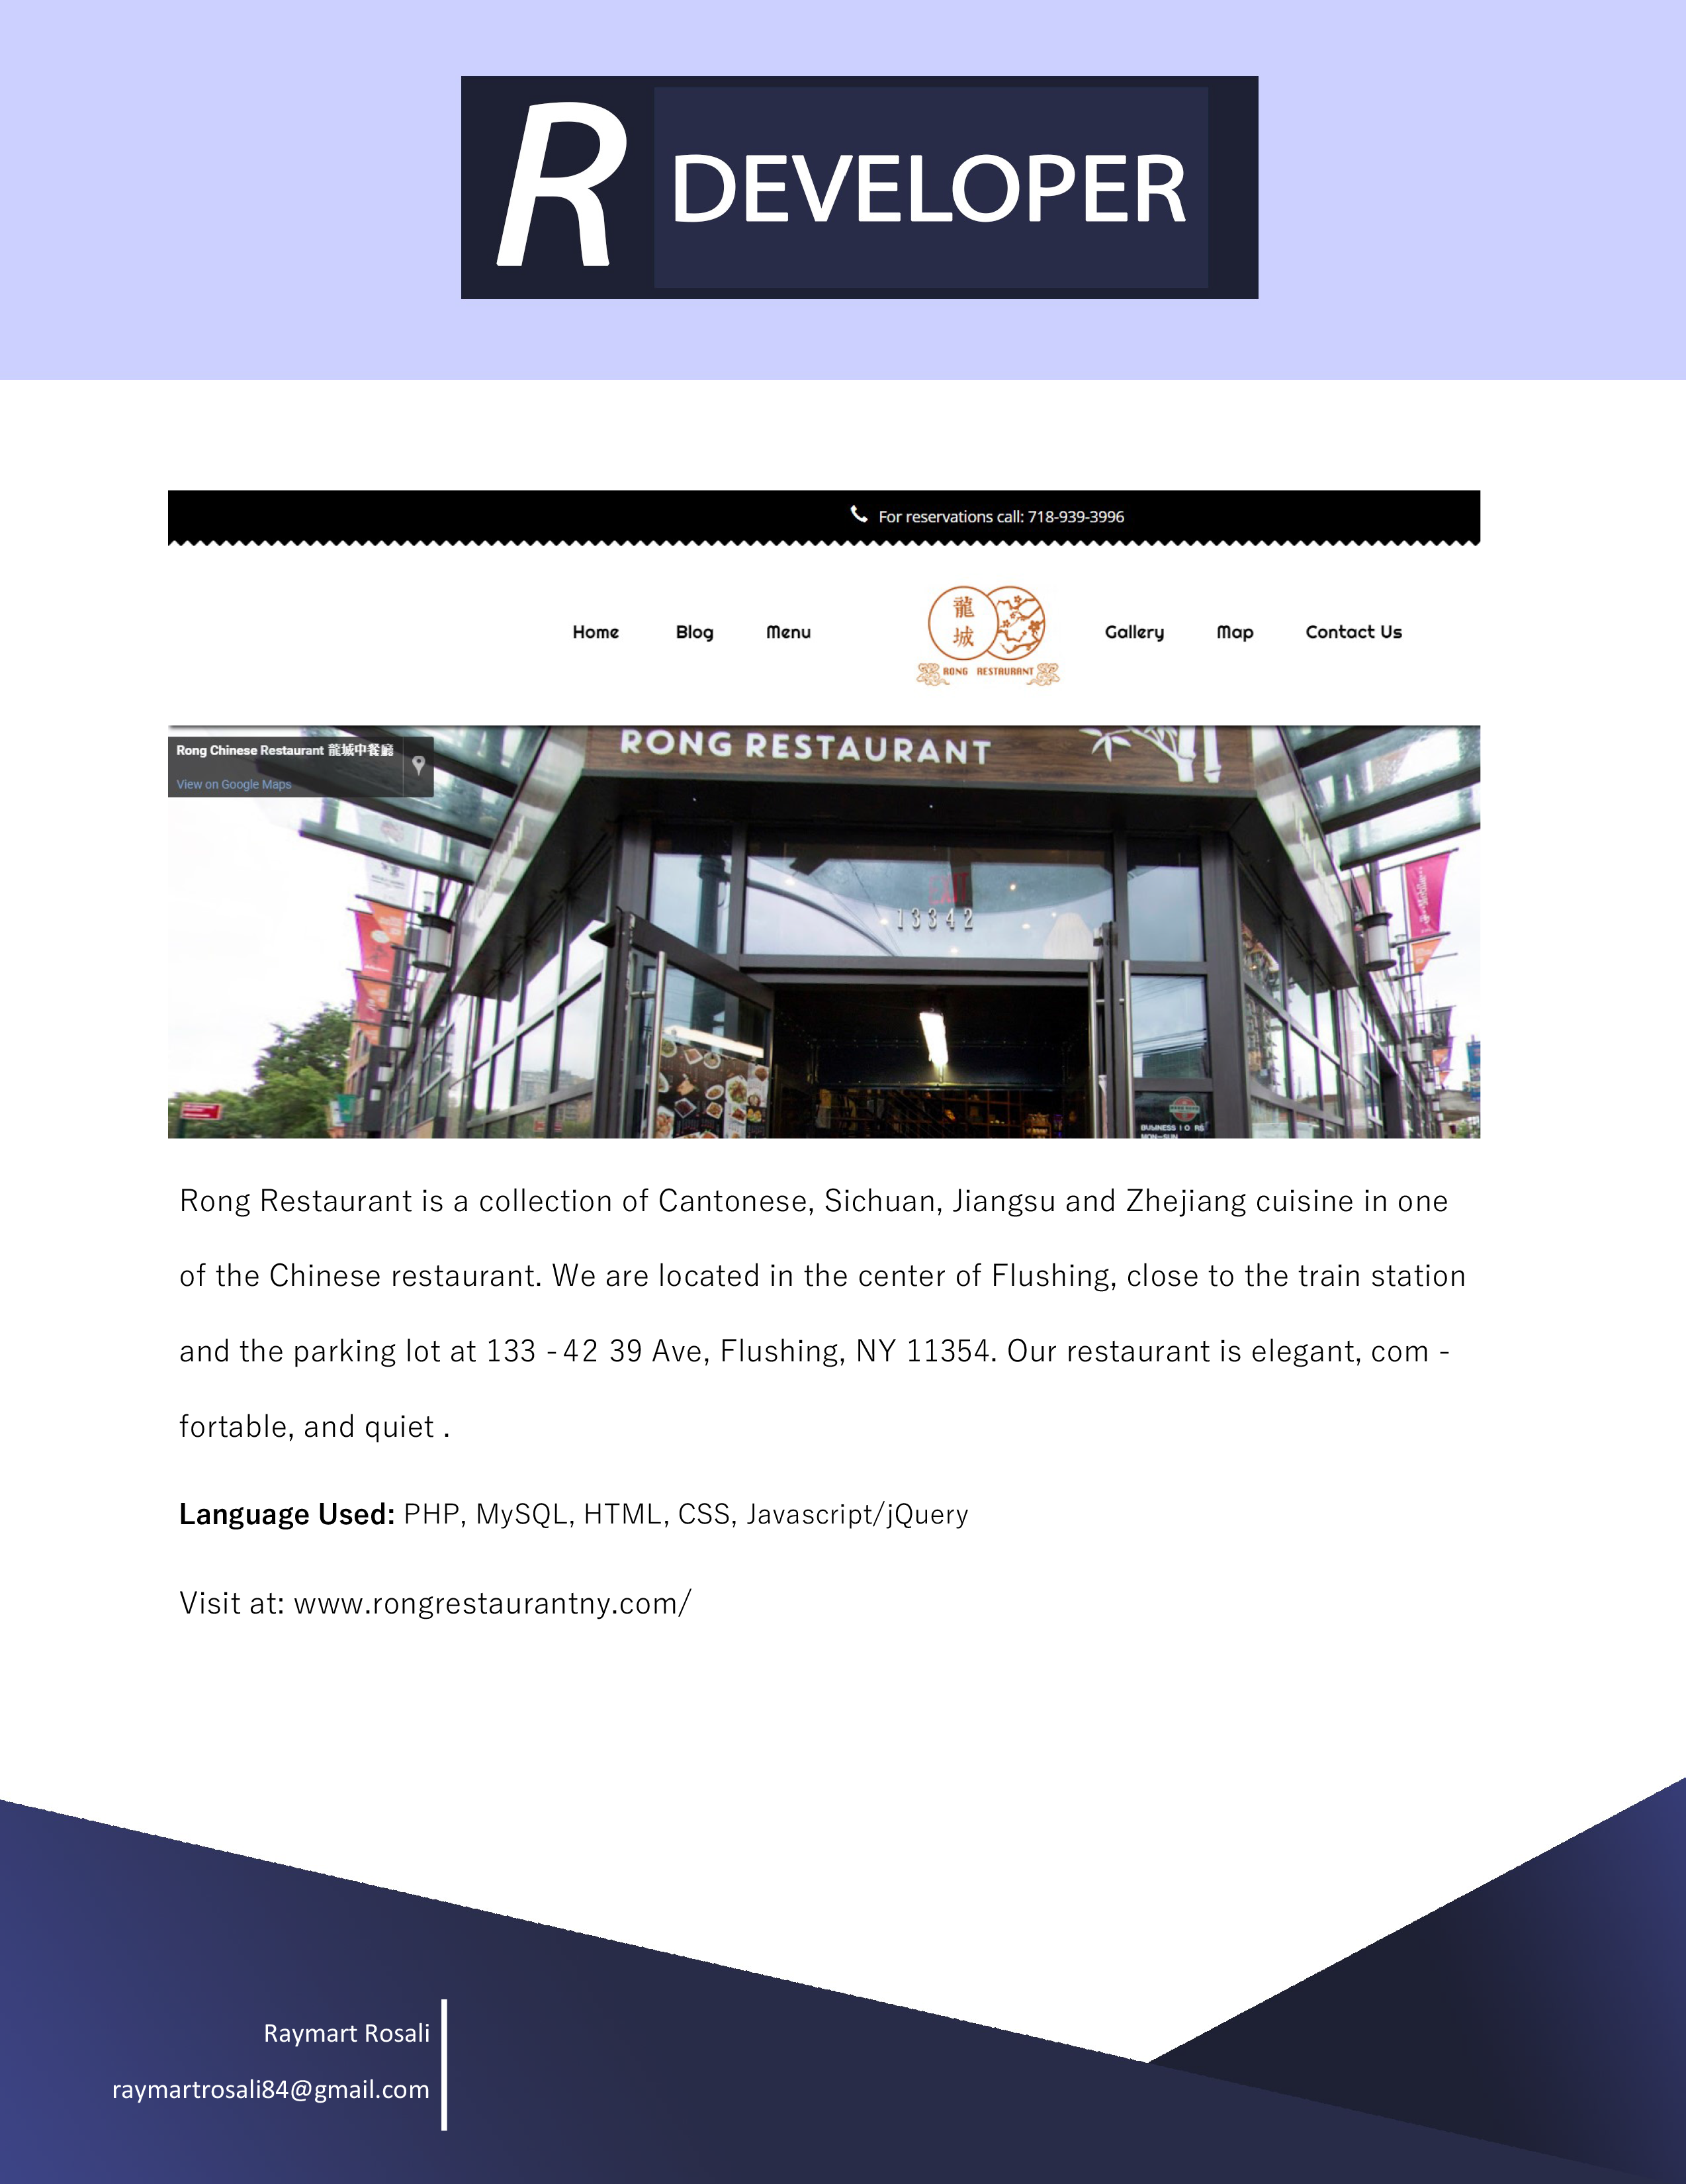 R DEVELOPER
For reservations call: 718-939-3996
Home Blog Menu
龍
城
RONG RESTAURANT
Gallery Map Contact Us
Rong Chinese Restaurant 龍城中餐廳
View on Google Maps
RONG RESTAURANT
EXIT
13342
Rong Restaurant is a collection of Cantonese, Sichuan, Jiangsu and Zhejiang cuisine in one
of the Chinese restaurant. We are located in the center of Flushing, close to the train station
and the parking lot at 133 -42 39 Ave, Flushing, NY 11354. Our restaurant is elegant, com -
fortable, and quiet .
Language Used: PHP, MySQL, HTML, CSS, Javascript/jQuery
Visit at: www.rongrestaurantny.com/
Raymart Rosali
raymartrosali84@gmail.com